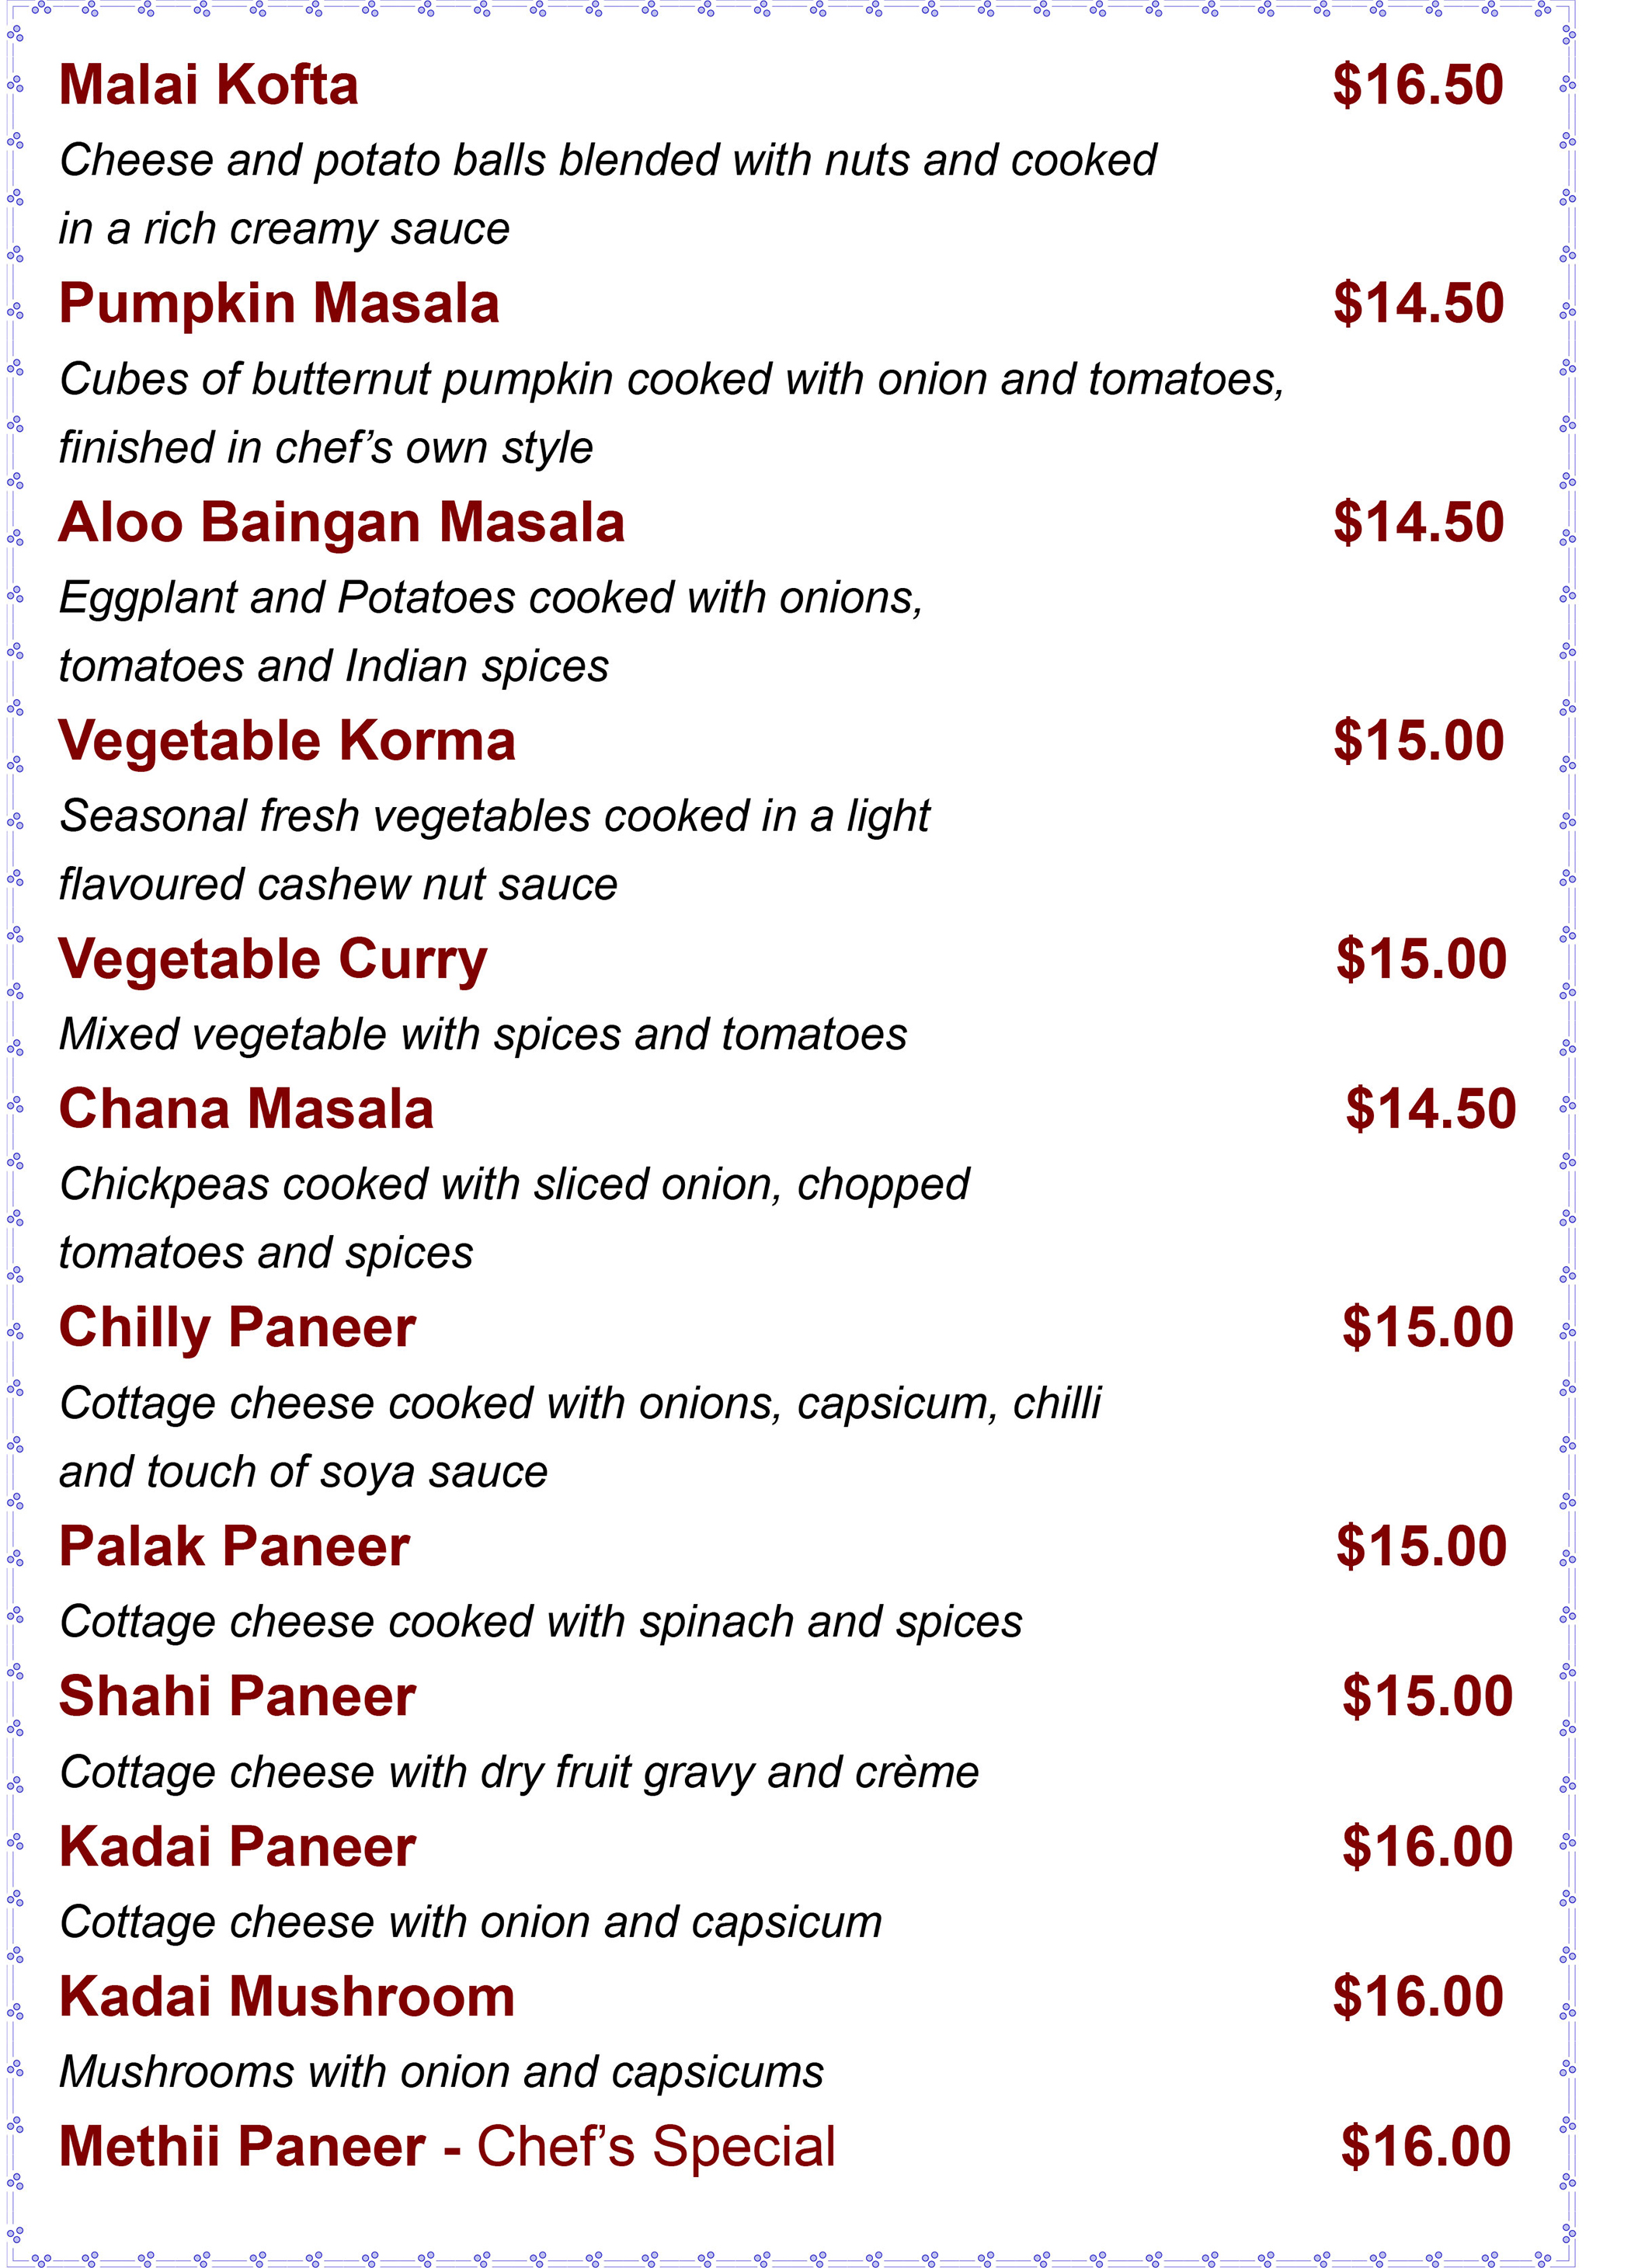 Malai Kofta $16.50
Cheese and potato balls blended with nuts and cooked
in a rich creamy sauce
Pumpkin Masala $14.50
Cubes of butternut pumpkin cooked with onion and tomatoes,
finished in chef’s own style
Aloo Baingan Masala $14.50
Eggplant and Potatoes cooked with onions,
tomatoes and Indian spices
Vegetable Korma $15.00
Seasonal fresh vegetables cooked in a light
flavoured cashew nut sauce
Vegetable Curry $15.00
Mixed vegetable with spices and tomatoes
Chana Masala $14.50
Chickpeas cooked with sliced onion, chopped
tomatoes and spices
Chilly Paneer $15.00
Cottage cheese cooked with onions, capsicum, chilli
and touch of soya sauce
Palak Paneer $15.00
Cottage cheese cooked with spinach and spices
Shahi Paneer $15.00
Cottage cheese with dry fruit gravy and crème
Kadai Paneer $16.00
Cottage cheese with onion and capsicum
Kadai Mushroom $16.00
Mushrooms with onion and capsicums
Methii Paneer - Chef’s Special $16.00